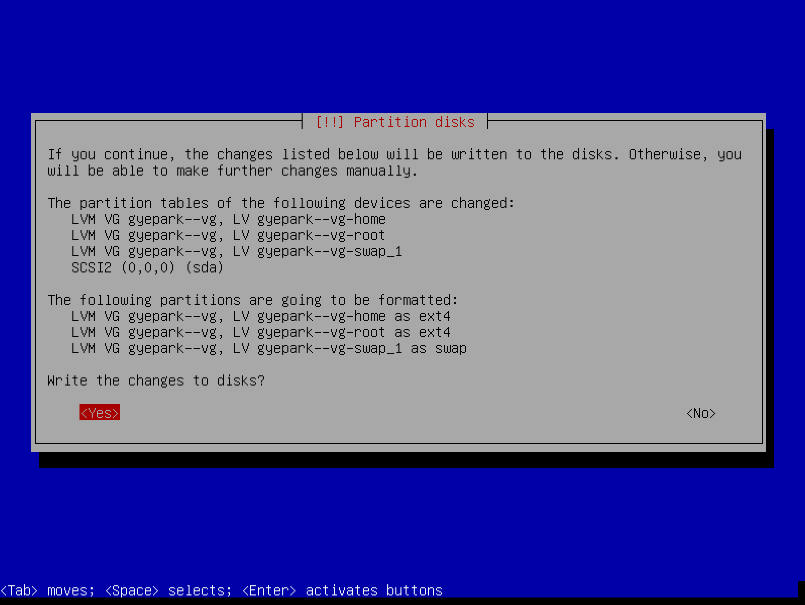 [!!] Partition disks
If you continue, the changes listed below will be written to the disks. Otherwise, you
will be able to make further changes manually.
The partition tables of the following devices are changed:
LVM VG gyepark--vg, LV gyepark--vg-home
LVM VG gyepark--vg, LV gyepark--vg-root
LVM VG gyepark--vg, LV gyepark--vg-swap_1
SCSI2 (0,0,0) (sda)
The following partitions are going to be formatted:
LVM VG gyepark--vg, LV gyepark--vg-home as ext4
LVM VG gyepark--vg, LV gyepark--vg-root as ext4
LVM VG gyepark--vg, LV gyepark--vg-swap_1 as swap
Write the changes to disks?
<Yes> <No>
<Tab> moves; <Space> selects; <Enter> activates buttons